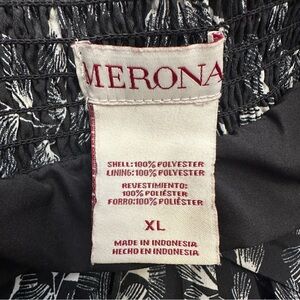 MERONA
SHELL:100% POLYESTER
LINING:100% POLYESTER
REVESTIMIENTO:
100% POLIÉSTER
FORRO:100% POLIÉSTER
XL
MADE IN INDONESIA
HECHO EN INDONESIA